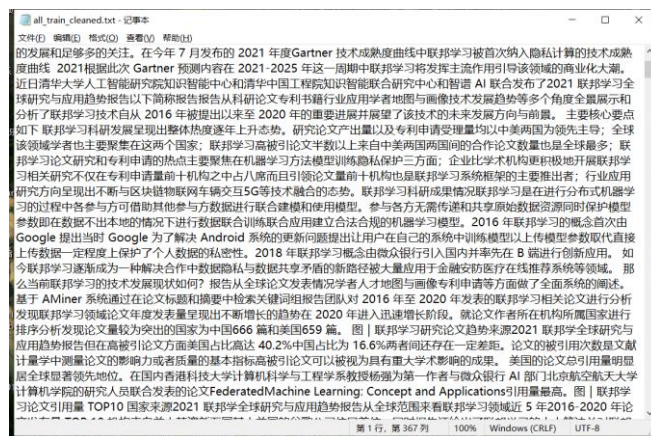 all_train_cleaned.txt - 记事本
文件(F) 编辑(E) 格式(O) 查看(V) 帮助(H)
的发展和足够多的关注。在今年 7 月发布的 2021 年度Gartner 技术成熟度曲线中联邦学习被首次纳入隐私计算的技术成熟
度曲线 2021根据此次 Gartner 预测内容在 2021-2025 年这一周期中联邦学习将发挥主流作用引导该领域的商业化大潮。
近日清华大学人工智能研究院知识智能中心和清华中国工程院知识智能联合研究中心和智谱 AI 联合发布了2021 联邦学习全
球研究与应用趋势报告以下简称报告报告从科研论文专利书籍行业应用学者地图与画像技术发展趋势等多个角度全景展示和
分析了联邦学习技术自从 2016 年被提出以来至 2020 年的重要进展并展望了该技术的未来发展方向与前景。 主要核心要点
如下 联邦学习科研发展呈现出整体热度逐年上升态势。研究论文产出量以及专利申请受理量均以中美两国为领先主导；全球
该领域学者也主要聚集在这两个国家；联邦学习高被引论文半数以上来自中美两国两国间的合作论文数量也是全球最多；联
邦学习论文研究和专利申请的热点主要聚焦在机器学习方法模型训练隐私保护三方面；企业比学术机构更积极地开展联邦学
习相关研究不仅在专利申请量前十机构之中占八席而且引领论文量前十机构也是联邦学习系统框架的主要推出者；行业应用
研究方向呈现出不断与区块链物联网车辆交互5G等技术融合的态势。联邦学习科研成果情况联邦学习是在进行分布式机器学
习的过程中各参与方可借助其他参与方数据进行联合建模和使用模型。参与各方无需传递和共享原始数据资源同时保护模型
参数即在数据不出本地的情况下进行数据联合训练联合应用建立合法合规的机器学习模型。2016 年联邦学习的概念首次由
Google 提出当时 Google 为了解决 Android 系统的更新问题提出让用户在自己的系统中训练模型以上传模型参数取代直接
上传数据一定程度上保护了个人数据的私密性。2018 年联邦学习概念由微众银行引入国内并率先在 B 端进行创新应用。 如
今联邦学习逐渐成为一种解决合作中数据隐私与数据共享矛盾的新路径被大量应用于金融安防医疗在线推荐系统等领域。 那
么当前联邦学习的技术发展现状如何？报告从全球论文发表情况学者人才地图与画像专利申请等方面做了全面系统的阐述。
基于 AMiner 系统通过在论文标题和摘要中检索关键词组报告团队对 2016 年至 2020 年发表的联邦学习相关论文进行分析
发现联邦学习领域论文年度发表量呈现出不断增长的趋势在 2020 年进入迅速增长阶段。就论文作者所在机构所属国家进行
排序分析发现论文量较为突出的国家为中国666 篇和美国659 篇。 图 | 联邦学习研究论文趋势来源2021 联邦学全球研究与
应用趋势报告但在高被引论文方面美国占比高达 40.2%中国占比为 16.6%两者间还存在一定差距。论文的被引用次数是文献
计量学中测量论文的影响力或者质量的基本指标高被引论文可以被视为具有重大学术影响的成果。 美国的论文总引用量明显
居全球显著领先地位。在国内香港科技大学计算机科学与工程学系教授杨强为第一作者与微众银行 AI 部门北京航空航天大学
计算机学院的研究人员联合发表的论文FederatedMachine Learning: Concept and Applications引用量最高。图 | 联邦学
习论文引用量 TOP10 国家来源2021 联邦学全球研究与应用趋势报告从全球范围来看联邦学习领域近 5 年2016-2020 年论
第 1 行，第 367 列 100% Windows (CRLF) UTF-8